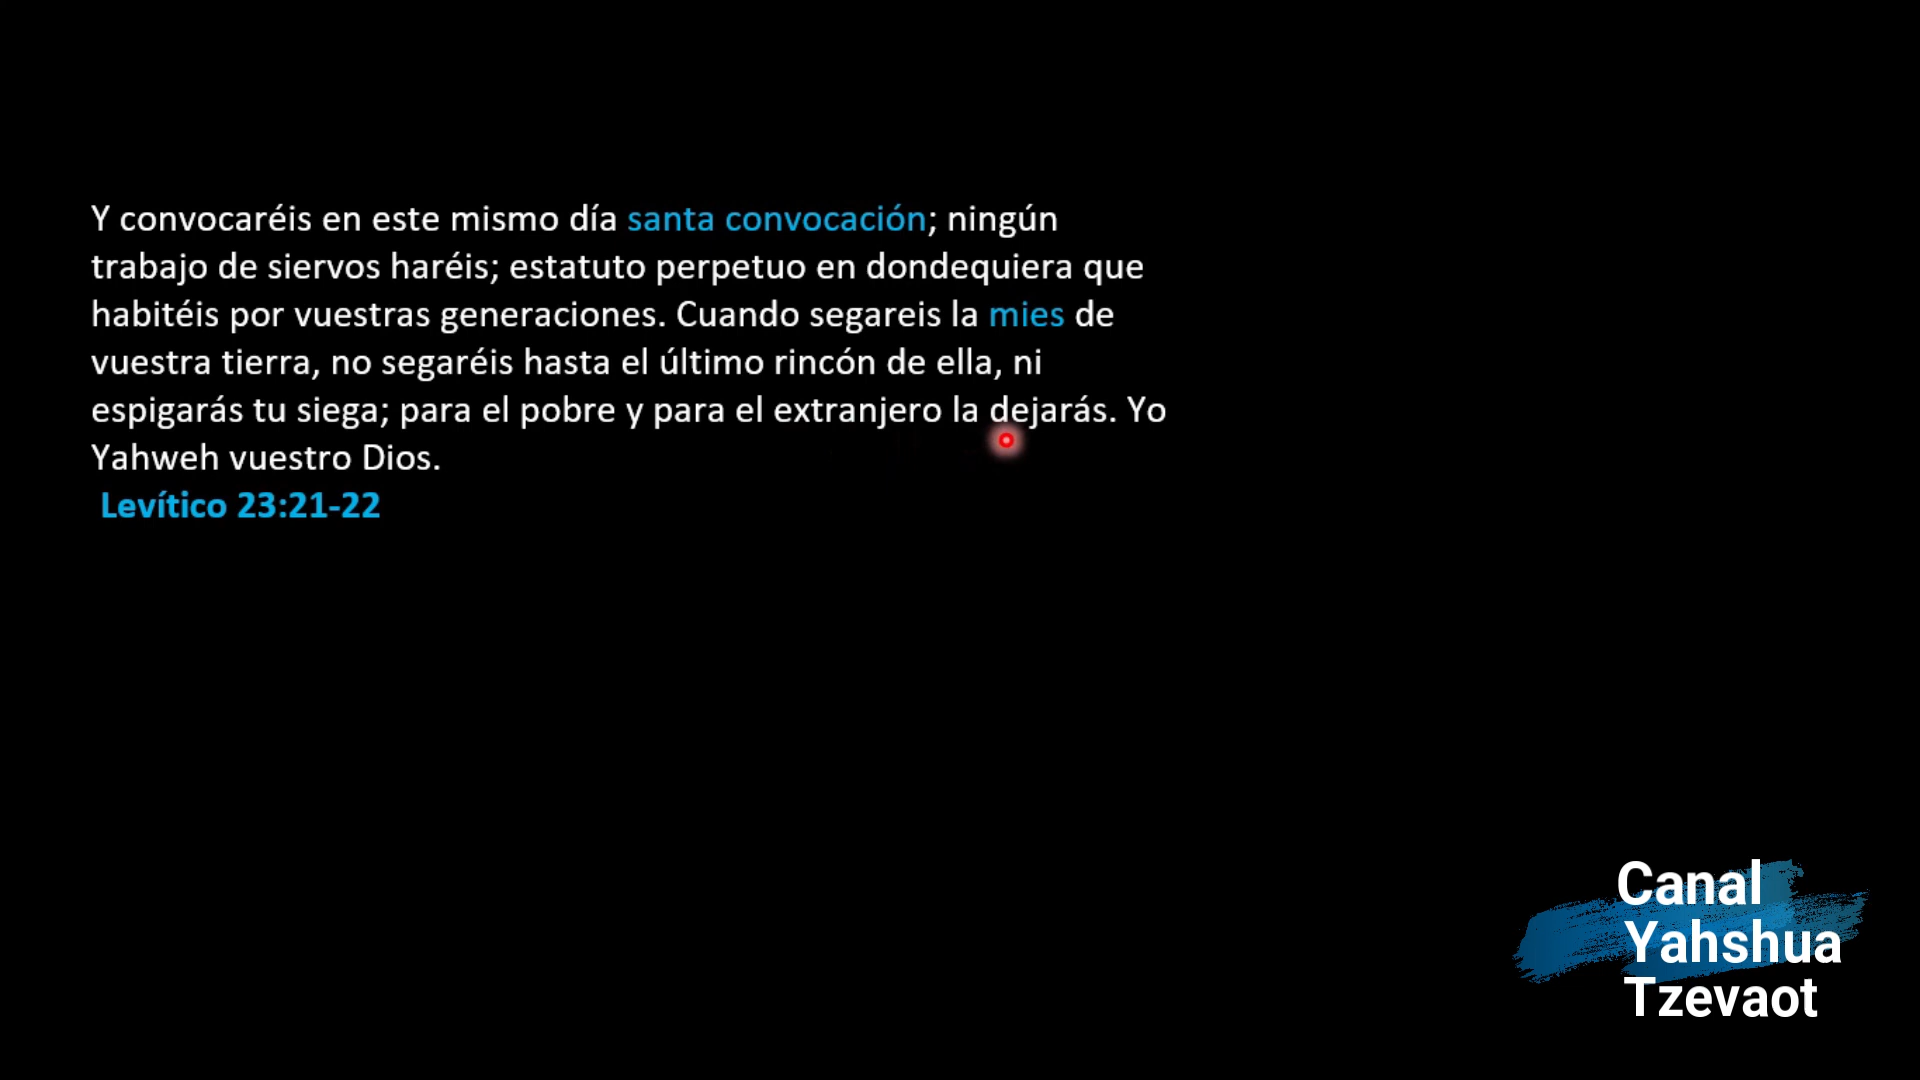 Y convocaréis en este mismo día santa convocación; ningún
trabajo de siervos haréis; estatuto perpetuo en dondequiera que
habitéis por vuestras generaciones. Cuando segareis la mies de
vuestra tierra, no segaréis hasta el último rincón de ella, ni
espigarás tu siega; para el pobre y para el extranjero la dejarás. Yo
Yahweh vuestro Dios.
Levítico 23:21-22
Canal
Yahshua
Tzevaot